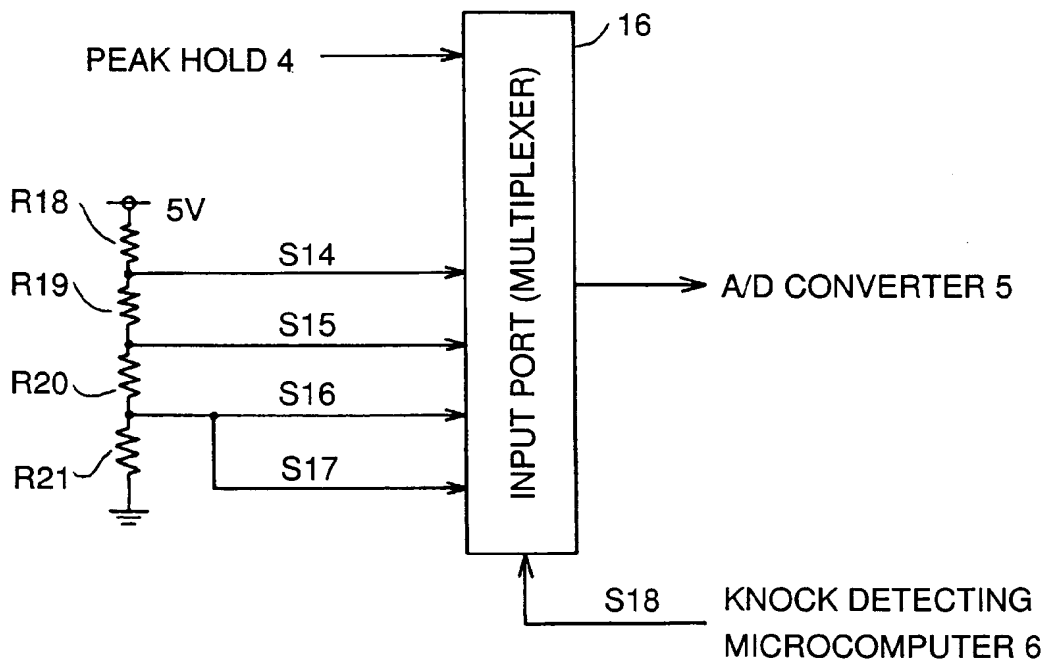 16
PEAK HOLD 4
R18
5V
S14
R19
INPUT PORT (MULTIPLEXER)
A/D CONVERTER 5
S15
R20
S16
R21
S17
S18
KNOCK DETECTING
MICROCOMPUTER 6